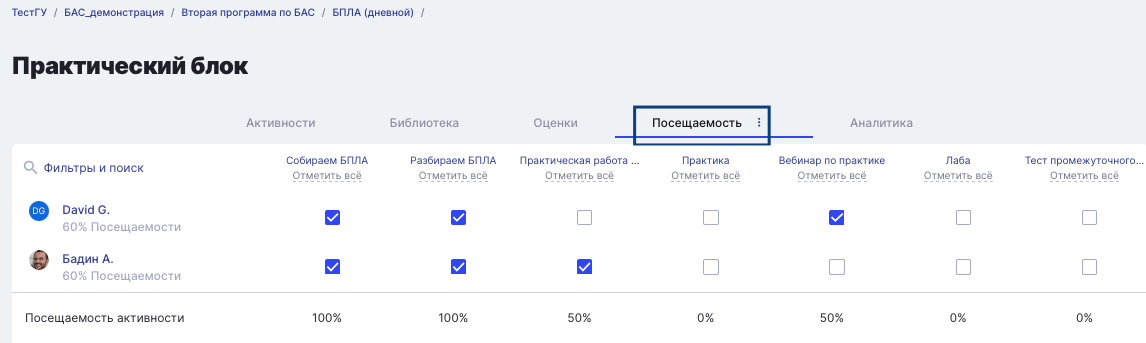 ТестГУ / БАС_демонстрация / Вторая программа по БАС / БПЛА (дневной) /
Практический блок
Активности Библиотека Оценки Посещаемость Аналитика
Фильтры и поиск
Собираем БПЛА Разбираем БПЛА Практическая работа ... Практика Вебинар по практике Лаба Тест промежуточного...
Отметить всё Отметить всё Отметить всё Отметить всё Отметить всё Отметить всё Отметить всё
DG David G.
60% Посещаемости
Бадин А.
60% Посещаемости
Посещаемость активности 100% 100% 50% 0% 50% 0% 0%